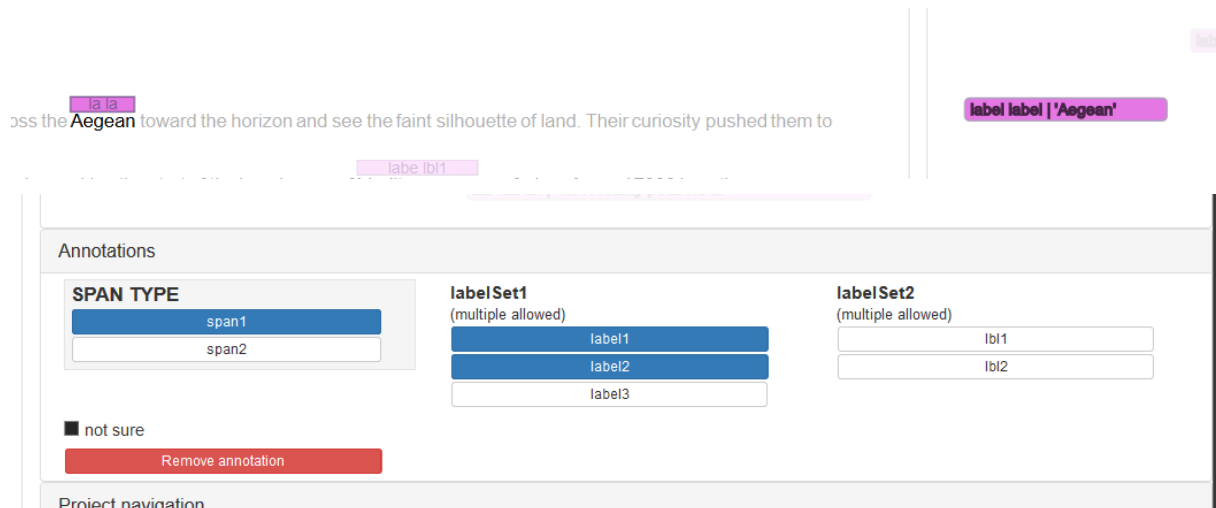 la la
oss the Aegean toward the horizon and see the faint silhouette of land. Their curiosity pushed them to
label label | 'Aegean'
labe lbl1
Annotations
SPAN TYPE
span1
span2
labelSet1
(multiple allowed)
label1
label2
label3
labelSet2
(multiple allowed)
lbl1
lbl2
not sure
Remove annotation
Project navigation